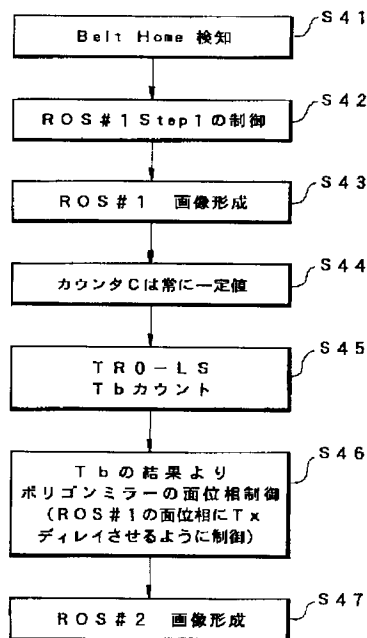 Belt Home 検知
S41
ROS#1Step1の制御
S42
ROS#1 画像形成
S43
カウンタCは常に一定値
S44
TR0-LS
Tbカウント
S45
Tbの結果より
ポリゴンミラーの面位相制御
(ROS#1の面位相にTx
ディレイさせるように制御)
S46
ROS#2 画像形成
S47